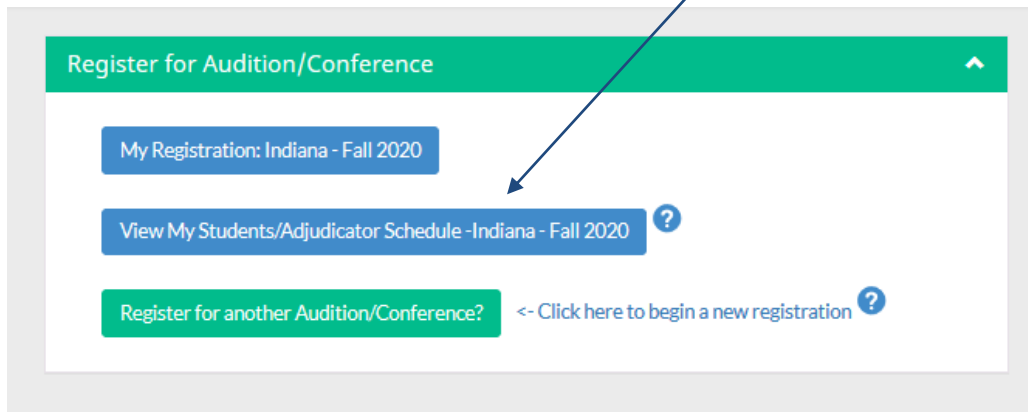 Register for Audition/Conference
My Registration: Indiana - Fall 2020
View My Students/Adjudicator Schedule -Indiana - Fall 2020 ?
Register for another Audition/Conference? <- Click here to begin a new registration ?